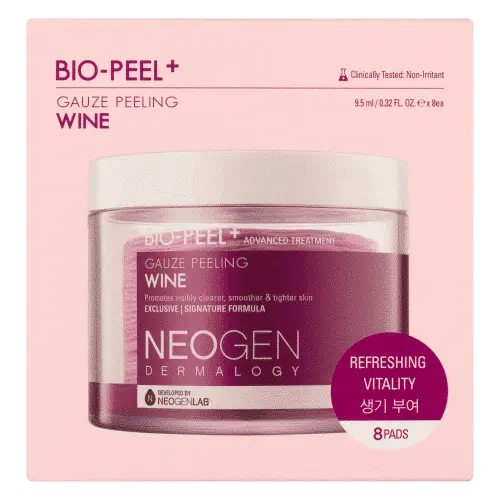 BIO-PEEL+
GAUZE PEELING
WINE
Clinically Tested: Non-Irritant
9.5 ml / 0.32 FL. OZ. ℮ x 8ea
BIO-PEEL+ ADVANCED TREATMENT
GAUZE PEELING
WINE
Promotes visibly clearer, smoother & tighter skin
EXCLUSIVE | SIGNATURE FORMULA
NEOGEN
DERMALOGY
N
DEVELOPED BY
NEOGENLAB
REFRESHING
VITALITY
생기 부여
8 PADS